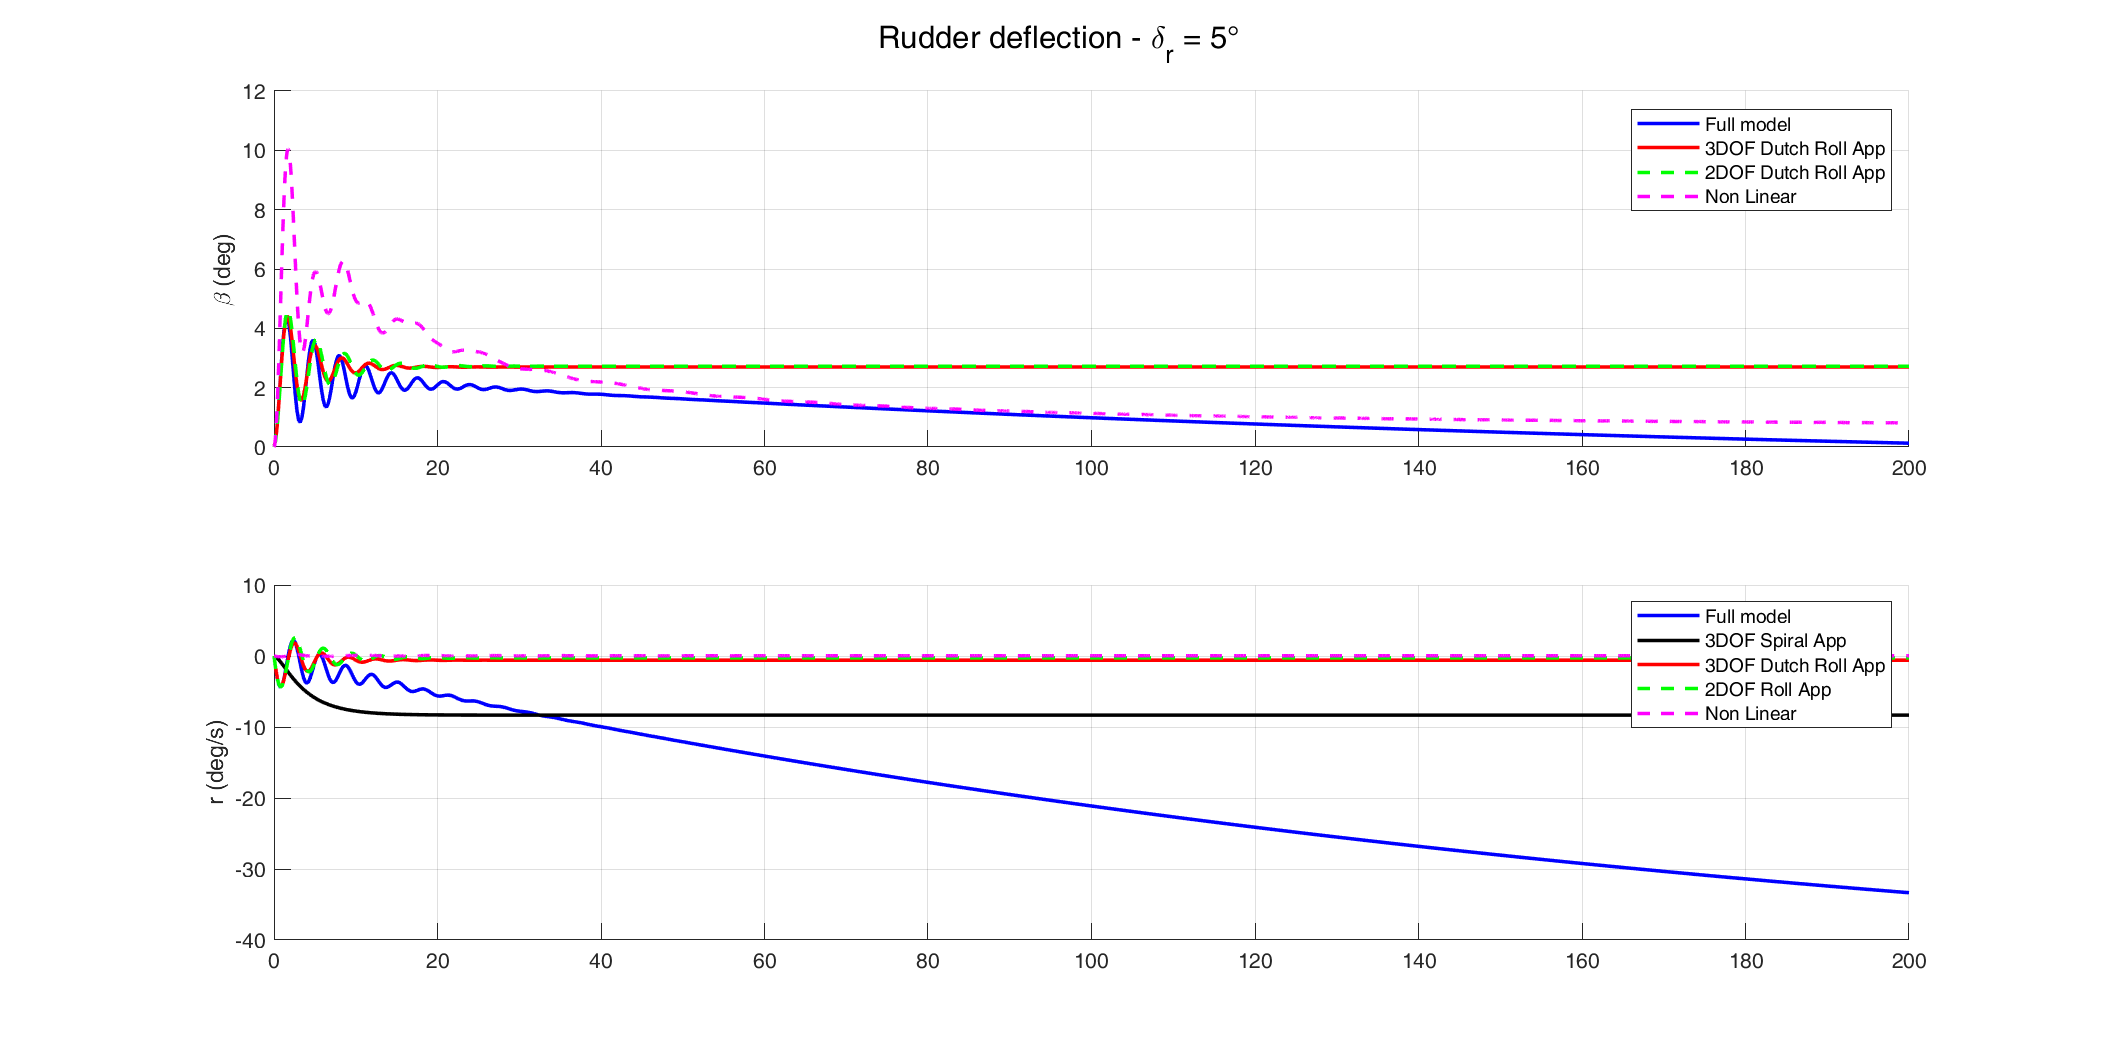 Rudder deflection - δr = 5°
12
10
8
6
4
2
0
β (deg)
Full model
3DOF Dutch Roll App
2DOF Dutch Roll App
Non Linear
0 20 40 60 80 100 120 140 160 180 200
10
0
-10
-20
-30
-40
r (deg/s)
Full model
3DOF Spiral App
3DOF Dutch Roll App
2DOF Roll App
Non Linear
0 20 40 60 80 100 120 140 160 180 200